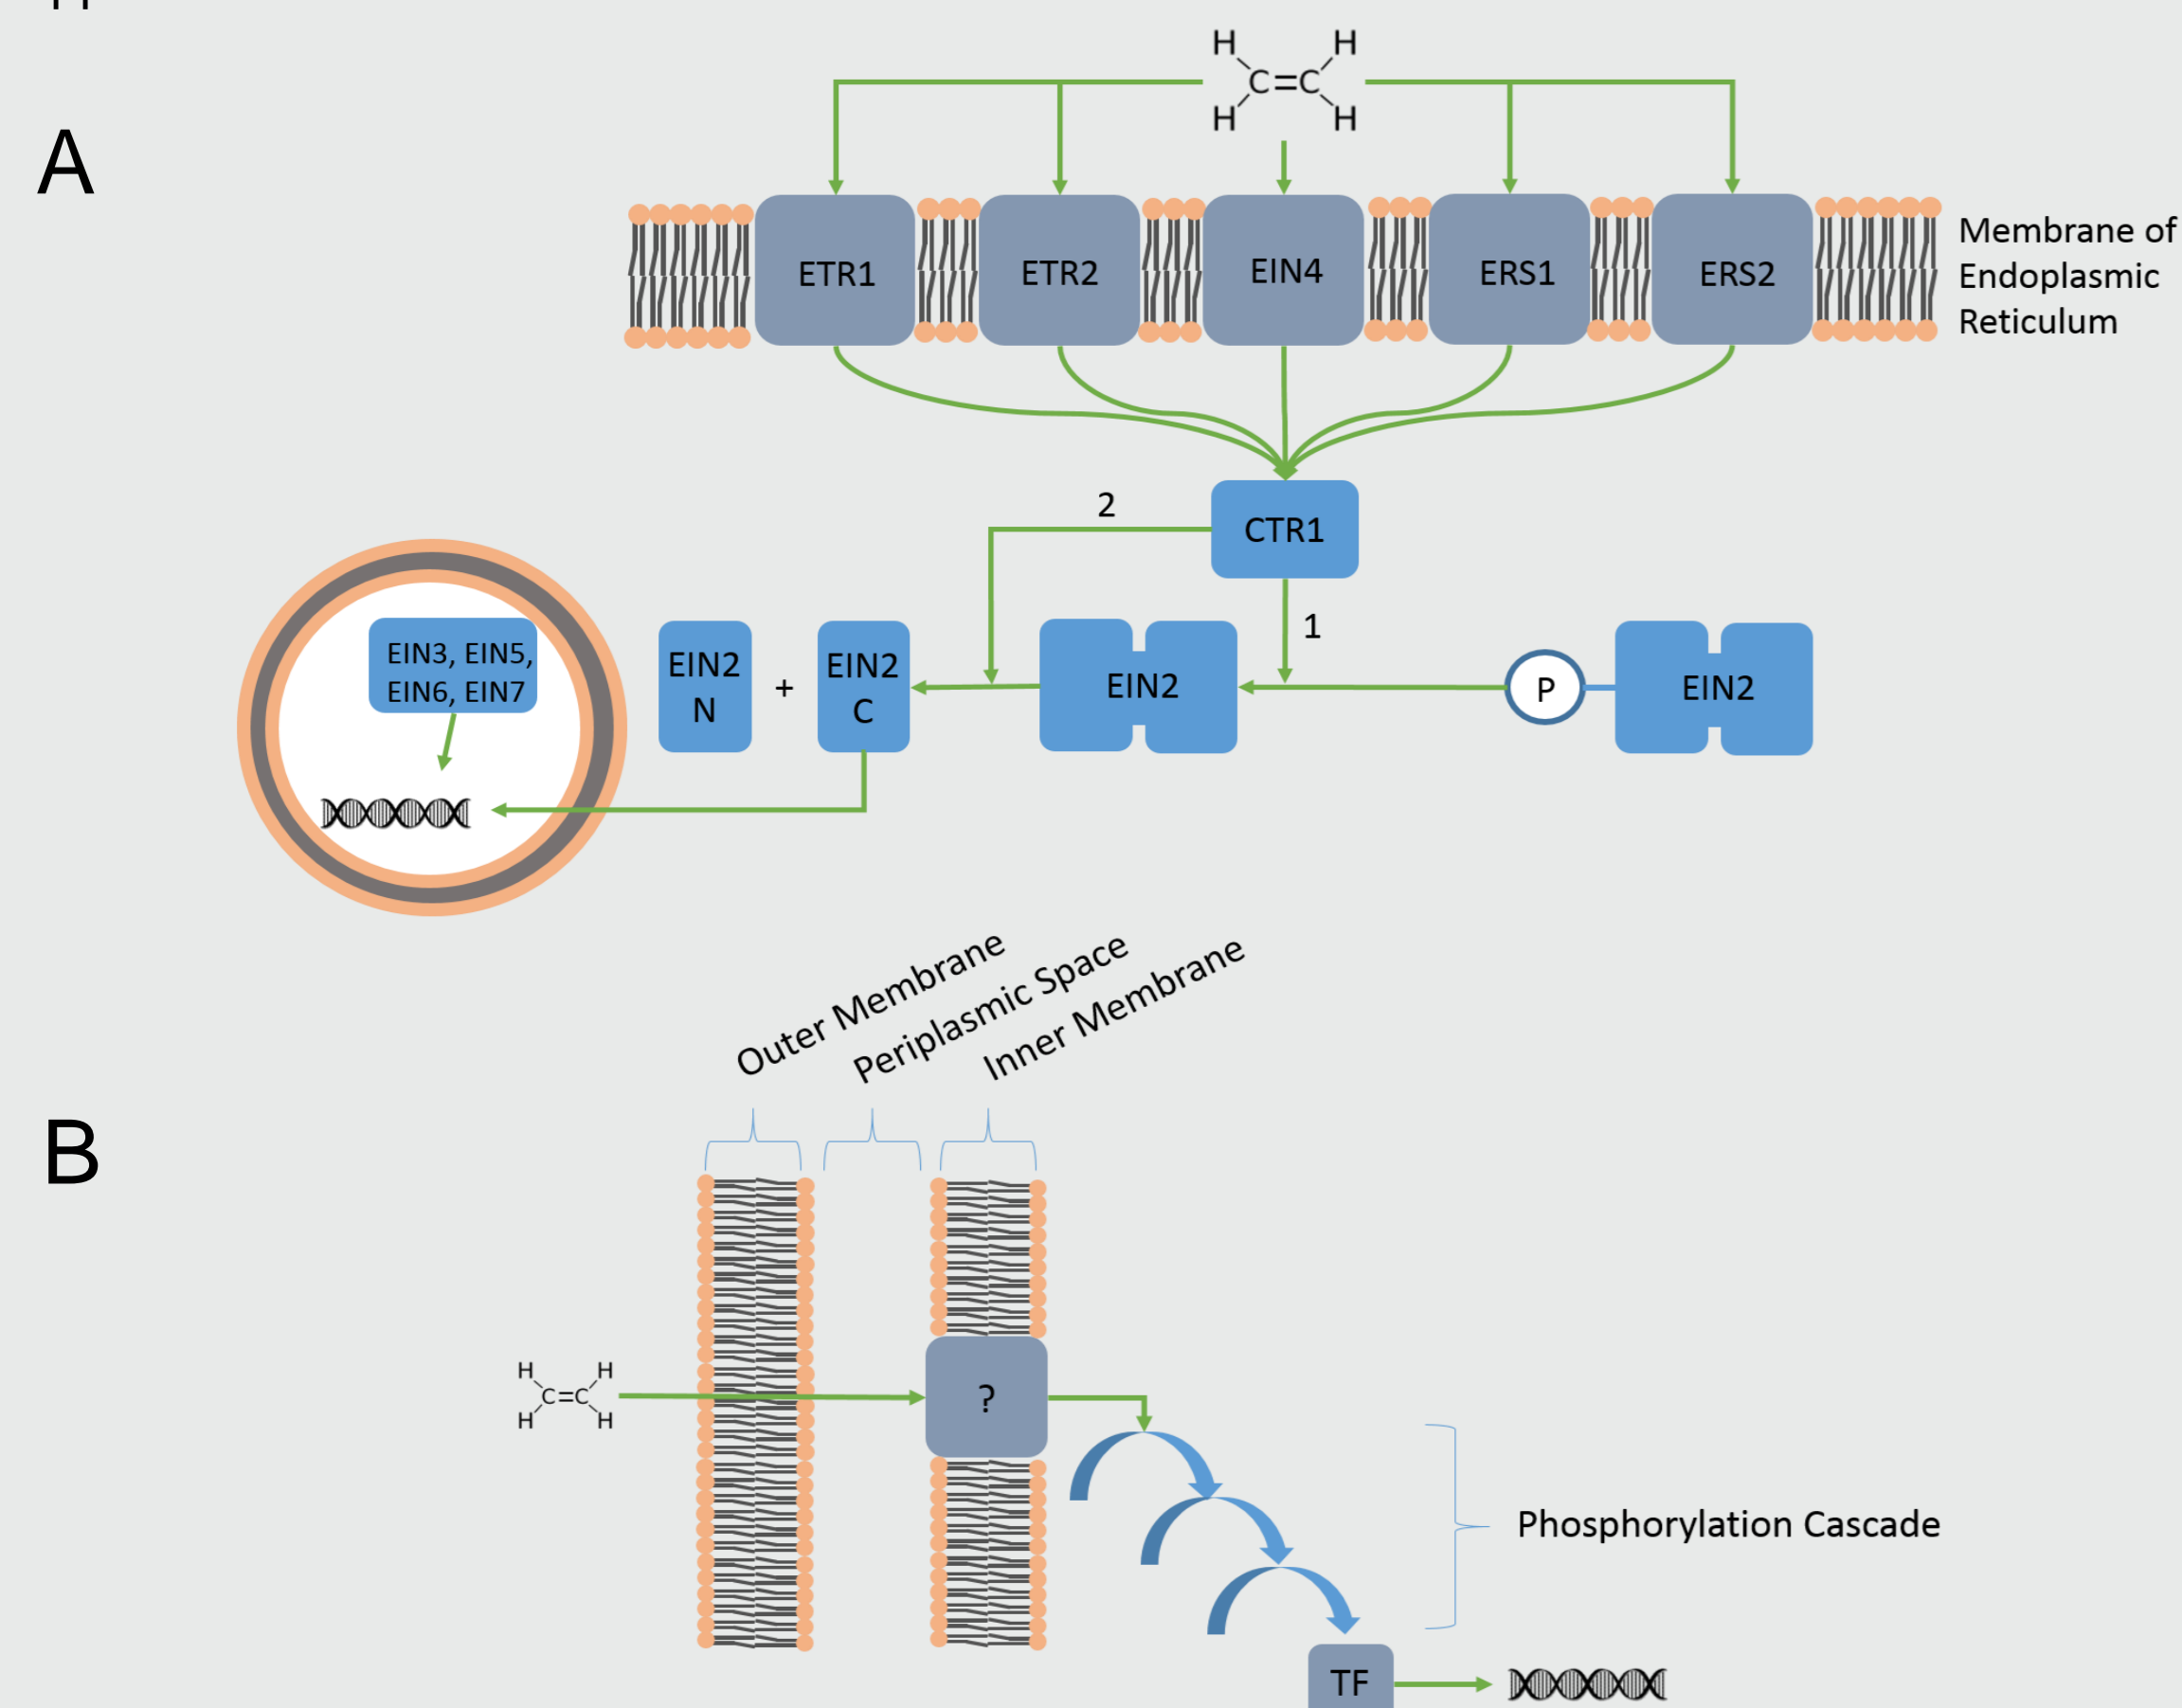 H H
C=C
H H
A
ETR1
ETR2
EIN4
ERS1
ERS2
Membrane of
Endoplasmic
Reticulum
2
CTR1
1
EIN3, EIN5,
EIN6, EIN7
EIN2
N
+
EIN2
C
EIN2
P
EIN2
Outer Membrane
Periplasmic Space
Inner Membrane
B
H H
C=C
H H
?
Phosphorylation Cascade
TF